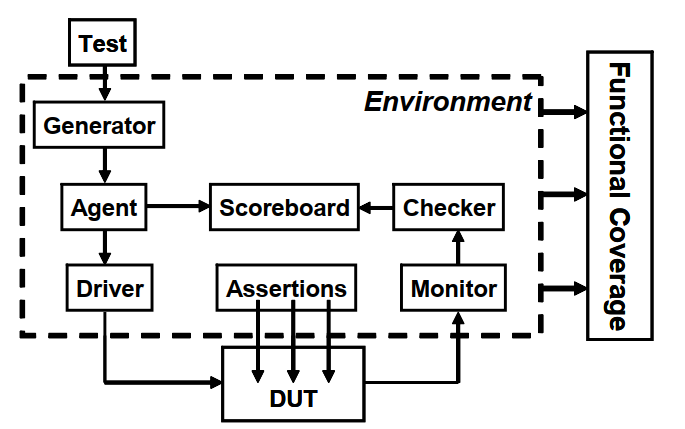 Test
Environment
Generator
Agent
Scoreboard
Checker
Driver
Assertions
Monitor
DUT
Functional Coverage